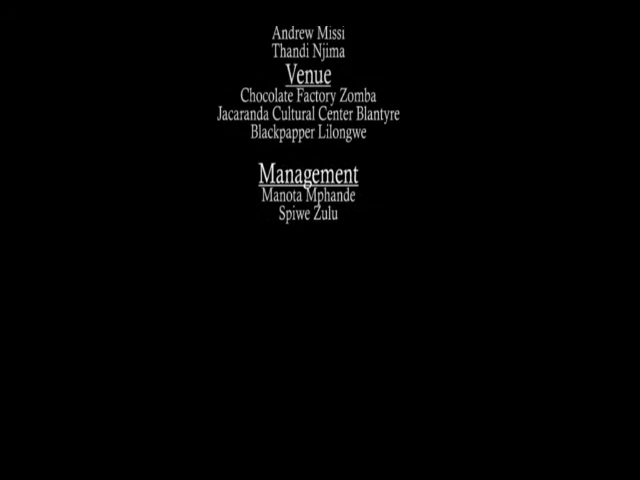 Andrew Missi
Thandi Njima
Venue
Chocolate Factory Zomba
Jacaranda Cultural Center Blantyre
Blackpapper Lilongwe
Management
Manota Mphande
Spiwe Zulu